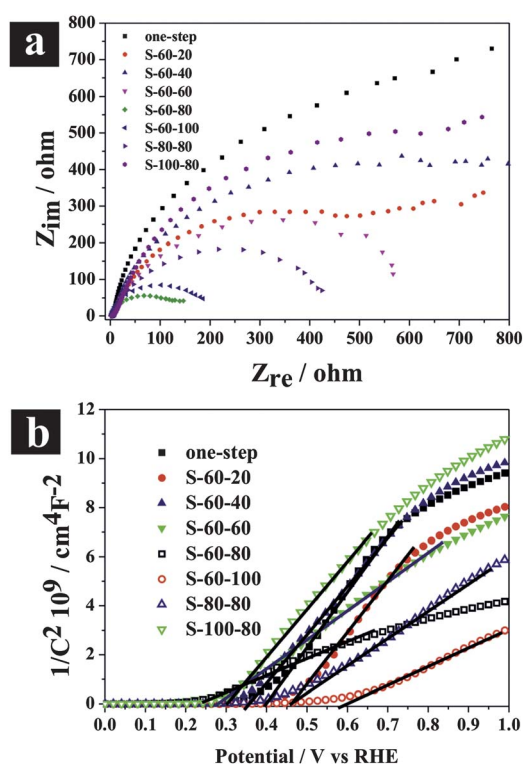 a
800
700
600
500
400
300
200
100
0
Zim / ohm
one-step
S-60-20
S-60-40
S-60-60
S-60-80
S-60-100
S-80-80
S-100-80
0 100 200 300 400 500 600 700 800
Zre / ohm
b
12
10
8
6
4
2
0
1/C² 10⁹ / cm⁴F⁻²
one-step
S-60-20
S-60-40
S-60-60
S-60-80
S-60-100
S-80-80
S-100-80
0.0 0.1 0.2 0.3 0.4 0.5 0.6 0.7 0.8 0.9 1.0
Potential / V vs RHE